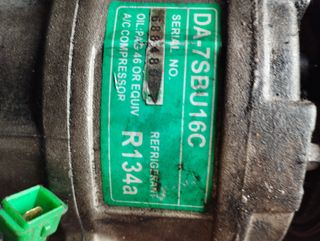 DA,7SBU16C
SERIAL NO.
OIL:PAG 46 OR EQUIV
A/C COMPRESSOR
REFRIGERANT
R134a